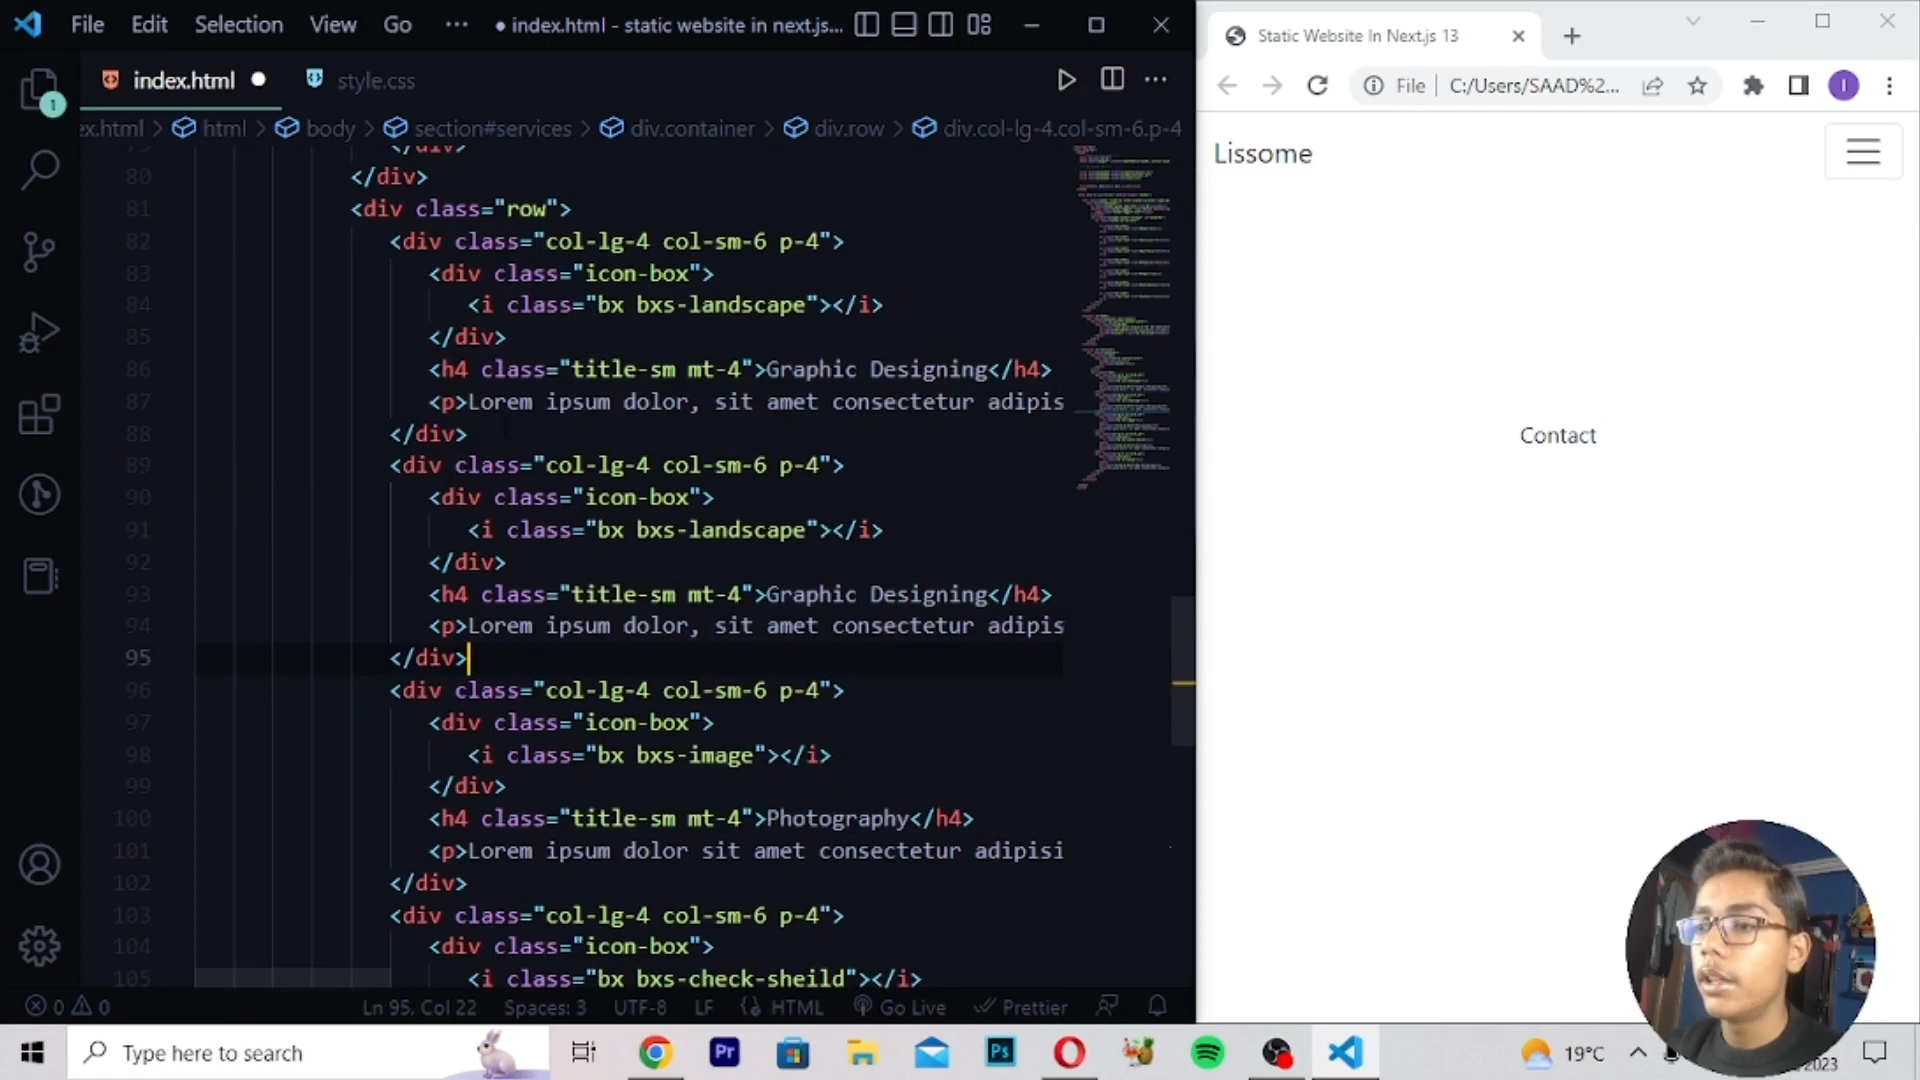 File Edit Selection View Go ··· ● index.html - static website in next.js...
index.html ● style.css
ex.html > html > body > section#services > div.container > div.row > div.col-lg-4.col-sm-6.p-4
</div>
80 </div>
81 <div class="row">
82 <div class="col-lg-4 col-sm-6 p-4">
83 <div class="icon-box">
84 <i class="bx bxs-landscape"></i>
85 </div>
86 <h4 class="title-sm mt-4">Graphic Designing</h4>
87 <p>Lorem ipsum dolor, sit amet consectetur adipis
88 </div>
89 <div class="col-lg-4 col-sm-6 p-4">
90 <div class="icon-box">
91 <i class="bx bxs-landscape"></i>
92 </div>
93 <h4 class="title-sm mt-4">Graphic Designing</h4>
94 <p>Lorem ipsum dolor, sit amet consectetur adipis
95 </div>
96 <div class="col-lg-4 col-sm-6 p-4">
97 <div class="icon-box">
98 <i class="bx bxs-image"></i>
99 </div>
100 <h4 class="title-sm mt-4">Photography</h4>
101 <p>Lorem ipsum dolor sit amet consectetur adipisi
102 </div>
103 <div class="col-lg-4 col-sm-6 p-4">
104 <div class="icon-box">
105 <i class="bx bxs-check-sheild"></i>
0 0 Ln 95, Col 22 Spaces: 3 UTF-8 LF HTML Go Live Prettier
Static Website In Next.js 13
File C:/Users/SAAD%2...
I
Lissome
Contact
1
Type here to search
Pr
Ps
19°C
2023